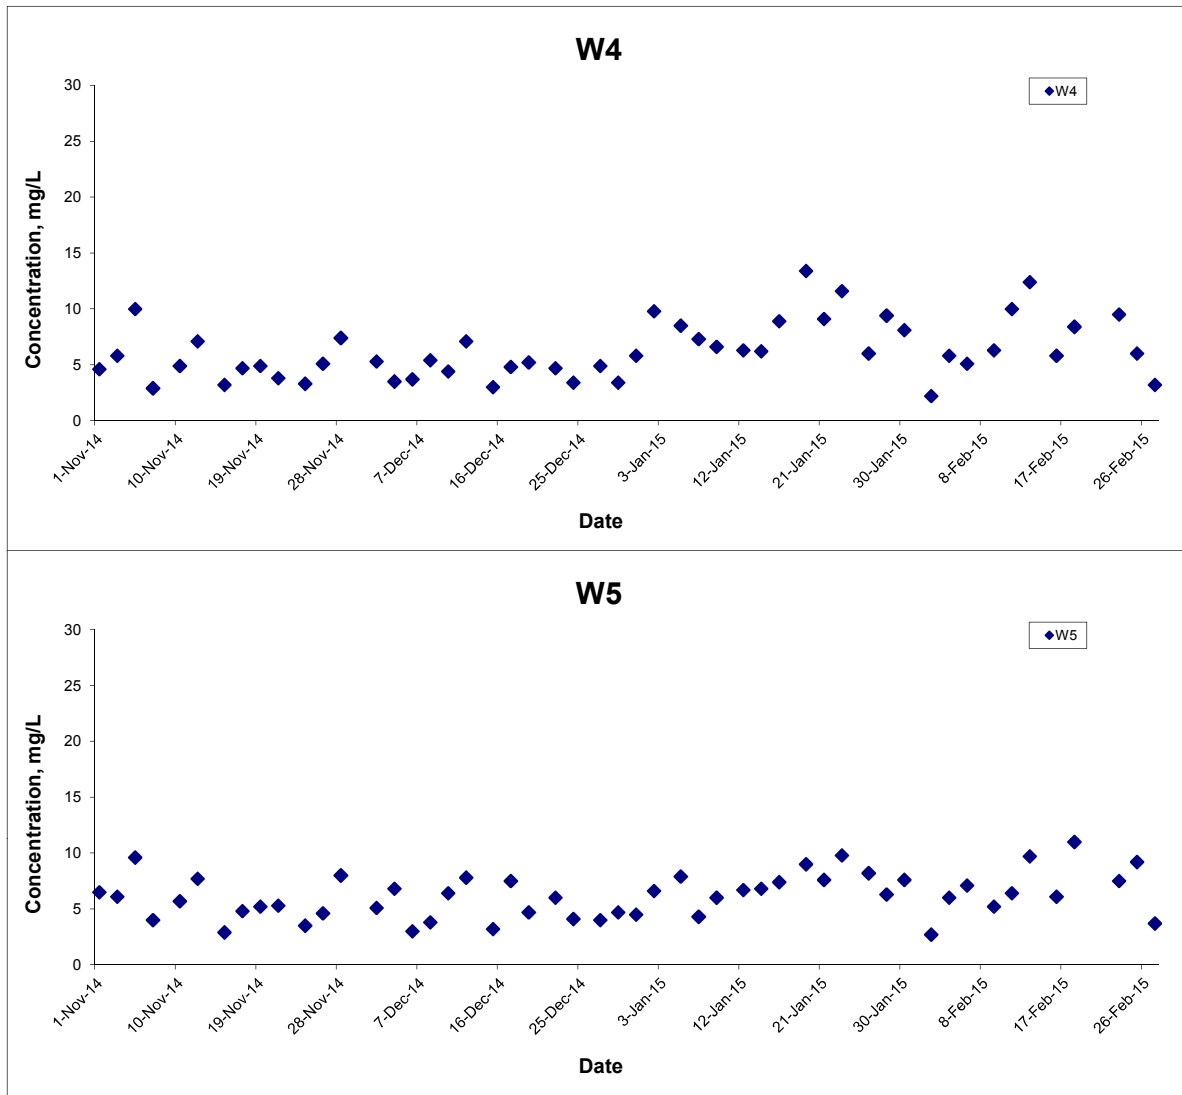 W4
W4
Concentration, mg/L
30
25
20
15
10
5
0
1-Nov-14
10-Nov-14
19-Nov-14
28-Nov-14
7-Dec-14
16-Dec-14
25-Dec-14
3-Jan-15
12-Jan-15
21-Jan-15
30-Jan-15
8-Feb-15
17-Feb-15
26-Feb-15
Date
W5
W5
Concentration, mg/L
30
25
20
15
10
5
0
1-Nov-14
10-Nov-14
19-Nov-14
28-Nov-14
7-Dec-14
16-Dec-14
25-Dec-14
3-Jan-15
12-Jan-15
21-Jan-15
30-Jan-15
8-Feb-15
17-Feb-15
26-Feb-15
Date